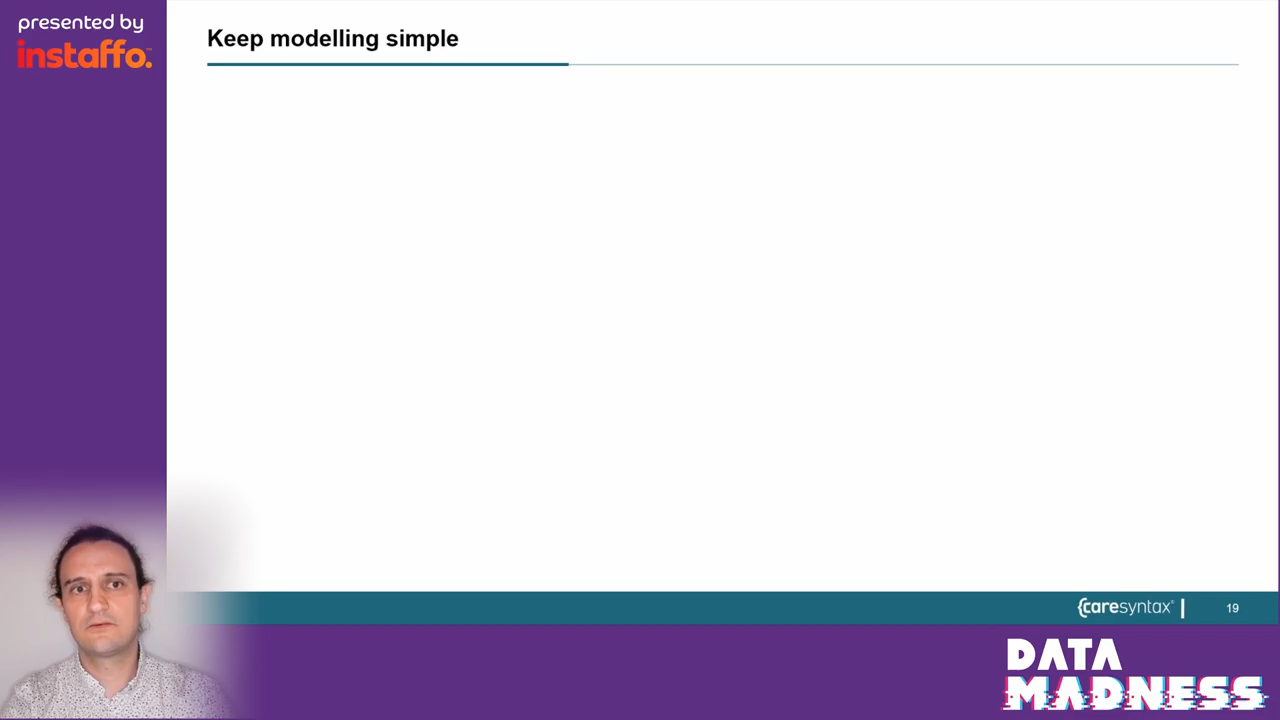 presented by
instaffo.
Keep modelling simple
caresyntax
19
DATA
MADNESS